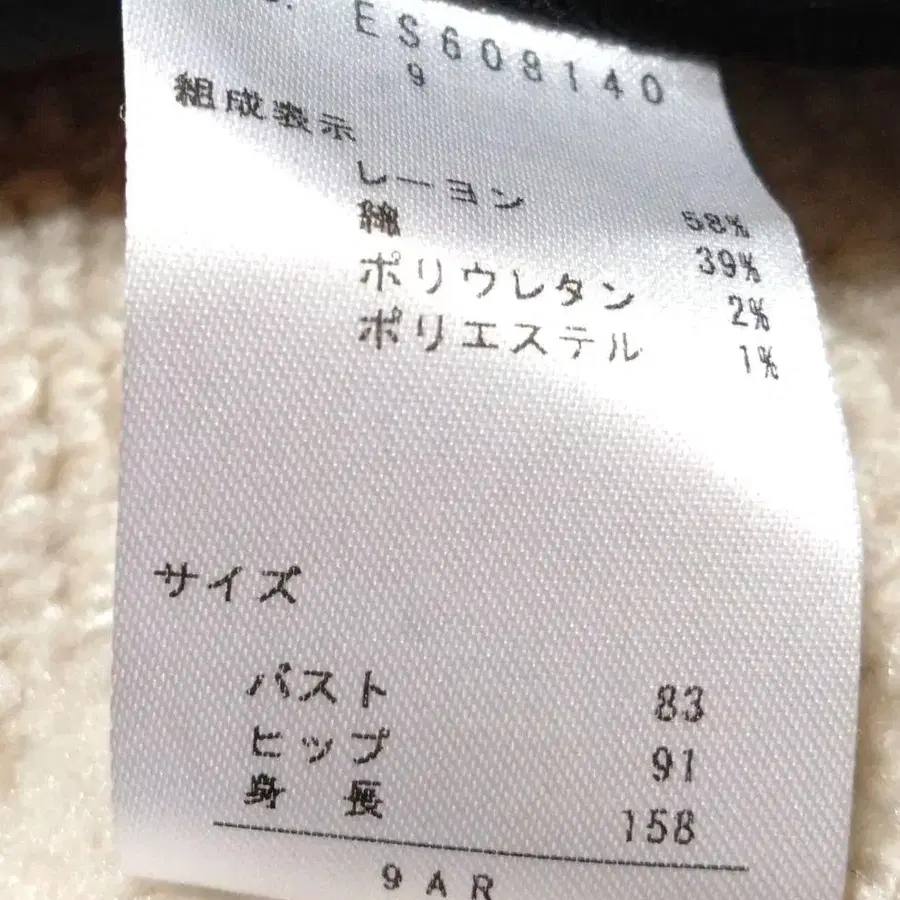 ES608140
9
組成表示
レーヨン 58%
綿 39%
ポリウレタン 2%
ポリエステル 1%
サイズ
バスト 83
ヒップ 91
身長 158
9AR